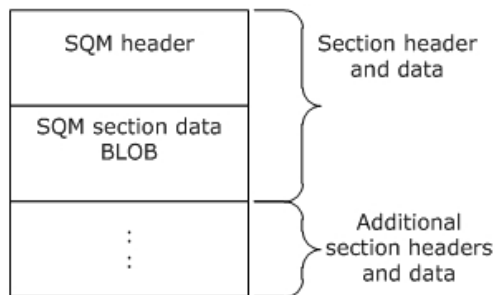 SQM header
Section header
and data
SQM section data
BLOB
:
:
Additional
section headers
and data